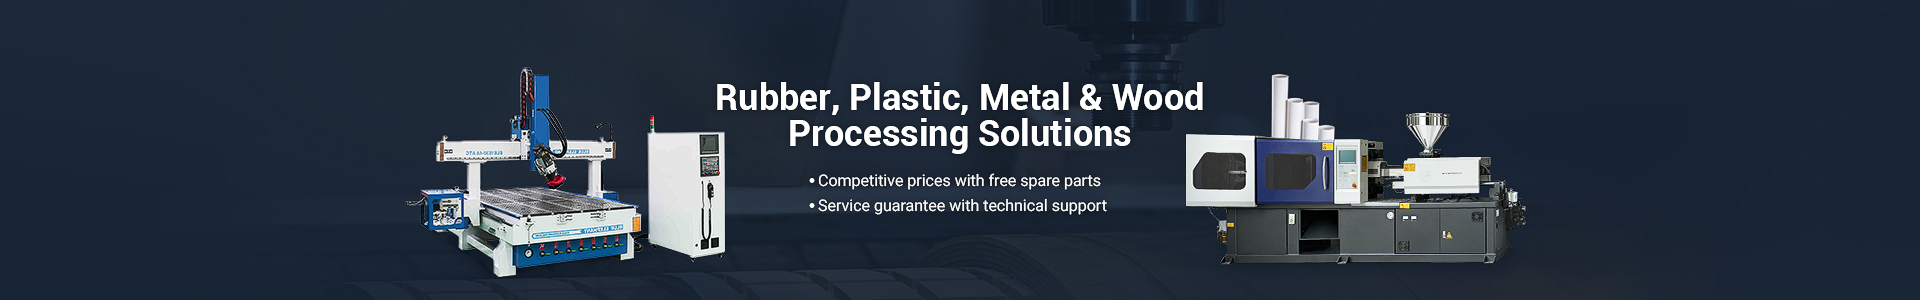 Rubber, Plastic, Metal & Wood
Processing Solutions
• Competitive prices with free spare parts
• Service guarantee with technical support